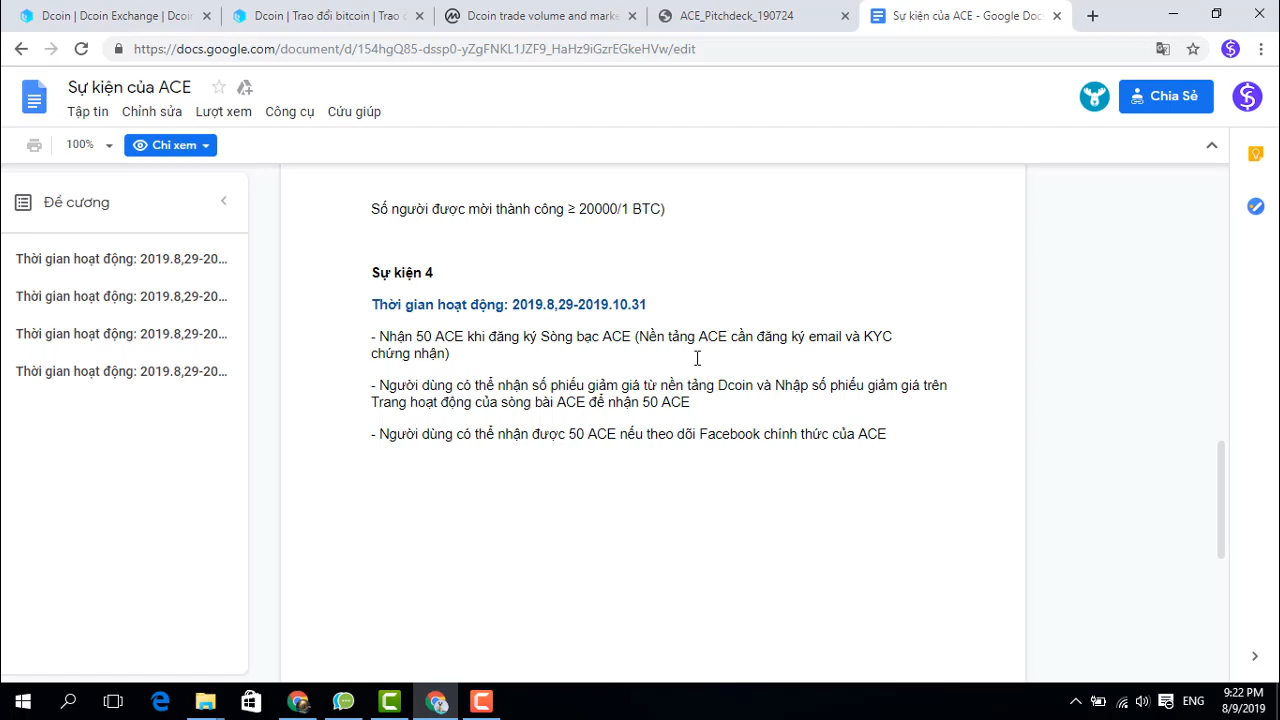 Dcoin | Dcoin Exchange | D
Dcoin | Trao đổi bitcoin | Trao
Dcoin trade volume and mar
ACE_Pitchdeck_190724
Sự kiện của ACE - Google Doc
https://docs.google.com/document/d/154hgQ85-dssp0-yZgFNKL1JZF9_HaHz9iGzrEGkeHVw/edit
Sự kiện của ACE
Tập tin Chỉnh sửa Lượt xem Công cụ Cứu giúp
Chia Sẻ
100% Chỉ xem
Đề cương
Thời gian hoạt động: 2019.8,29-20...
Thời gian hoạt động: 2019.8,29-20...
Thời gian hoạt động: 2019.8,29-20...
Thời gian hoạt động: 2019.8,29-20...
Số người được mời thành công ≥ 20000/1 BTC)
Sự kiện 4
Thời gian hoạt động: 2019.8,29-2019.10.31
- Nhận 50 ACE khi đăng ký Sòng bạc ACE (Nền tảng ACE cần đăng ký email và KYC
chứng nhận)
- Người dùng có thể nhận số phiếu giảm giá từ nền tảng Dcoin và Nhập số phiếu giảm giá trên
Trang hoạt động của sòng bài ACE để nhận 50 ACE
- Người dùng có thể nhận được 50 ACE nếu theo dõi Facebook chính thức của ACE
ENG
9:22 PM
8/9/2019